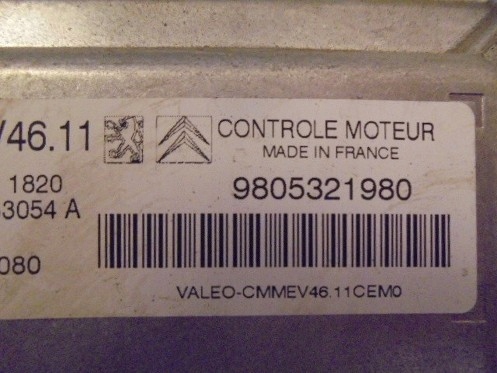 V46.11
CONTROLE MOTEUR
MADE IN FRANCE
1820
3054 A
9805321980
080
VALEO-CMMEV46.11CEM0